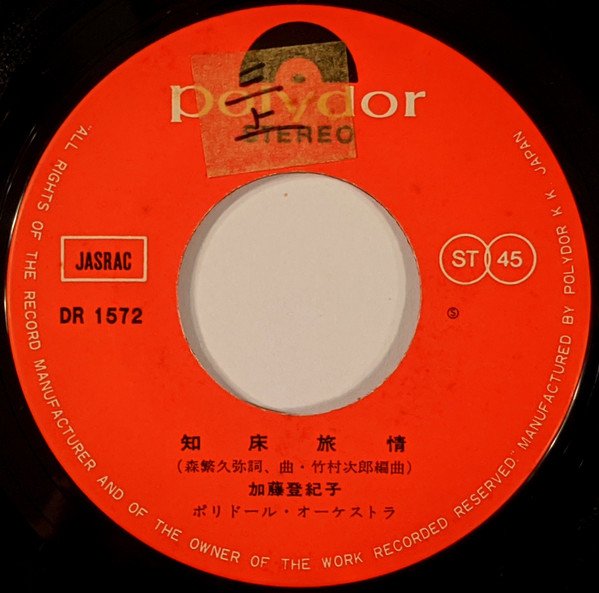 polydor
三上
STEREO
JASRAC
DR 1572
ST 45
Ⓢ
知床旅情
(森繁久弥詞、曲・竹村次郎編曲)
加藤登紀子
ポリドール・オーケストラ
"ALL RIGHTS OF THE RECORD MANUFACTURER AND OF THE OWNER OF THE WORK RECORDED RESERVED." MANUFACTURED BY POLYDOR K K JAPAN